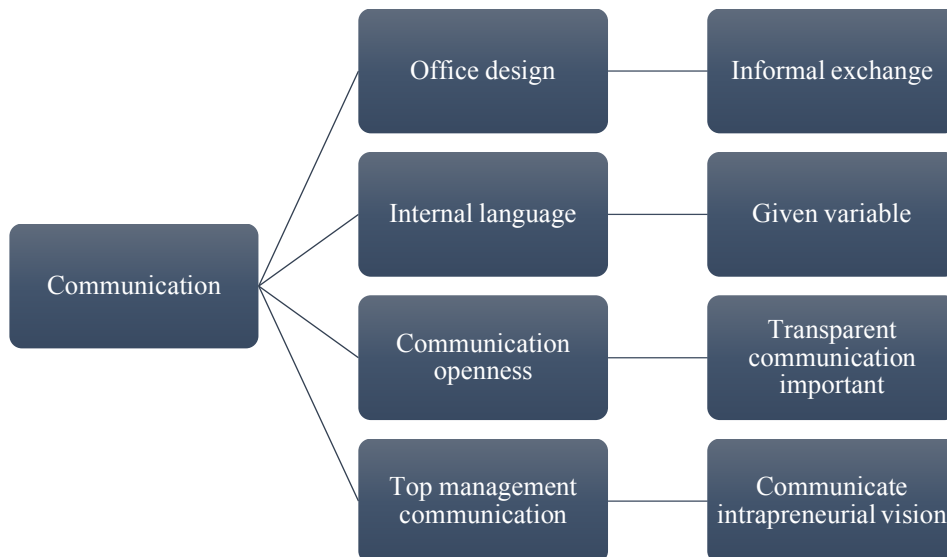 Office design
Informal exchange
Internal language
Given variable
Communication
Communication
openness
Transparent
communication
important
Top management
communication
Communicate
intrapreneurial vision